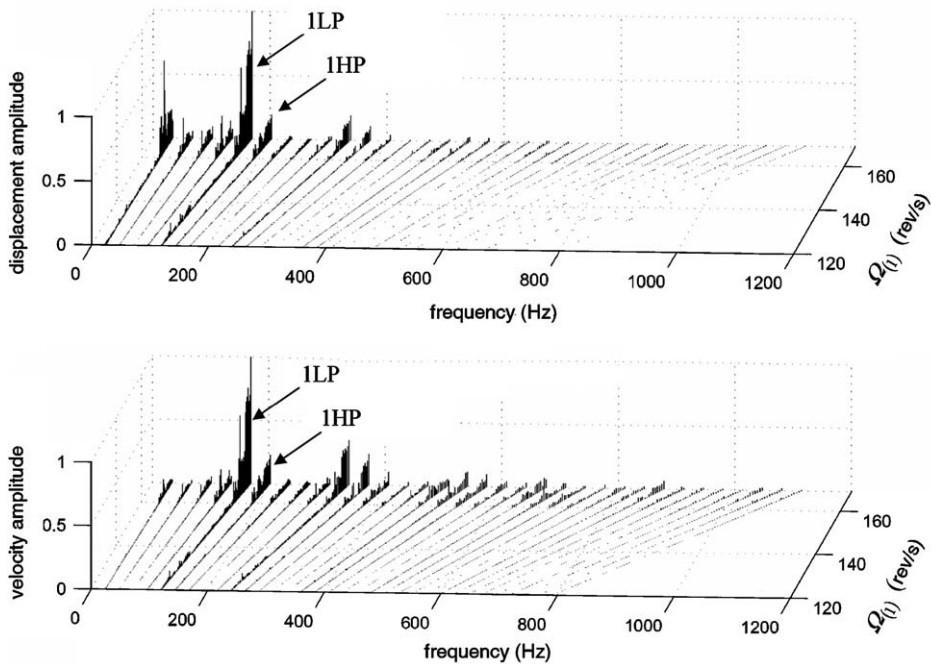 1LP
1HP
displacement amplitude
1
0.5
0
0
200
400
600
800
1000
1200
frequency (Hz)
120
140
160
Ω(1) (rev/s)
1LP
1HP
velocity amplitude
1
0.5
0
0
200
400
600
800
1000
1200
frequency (Hz)
120
140
160
Ω(1) (rev/s)